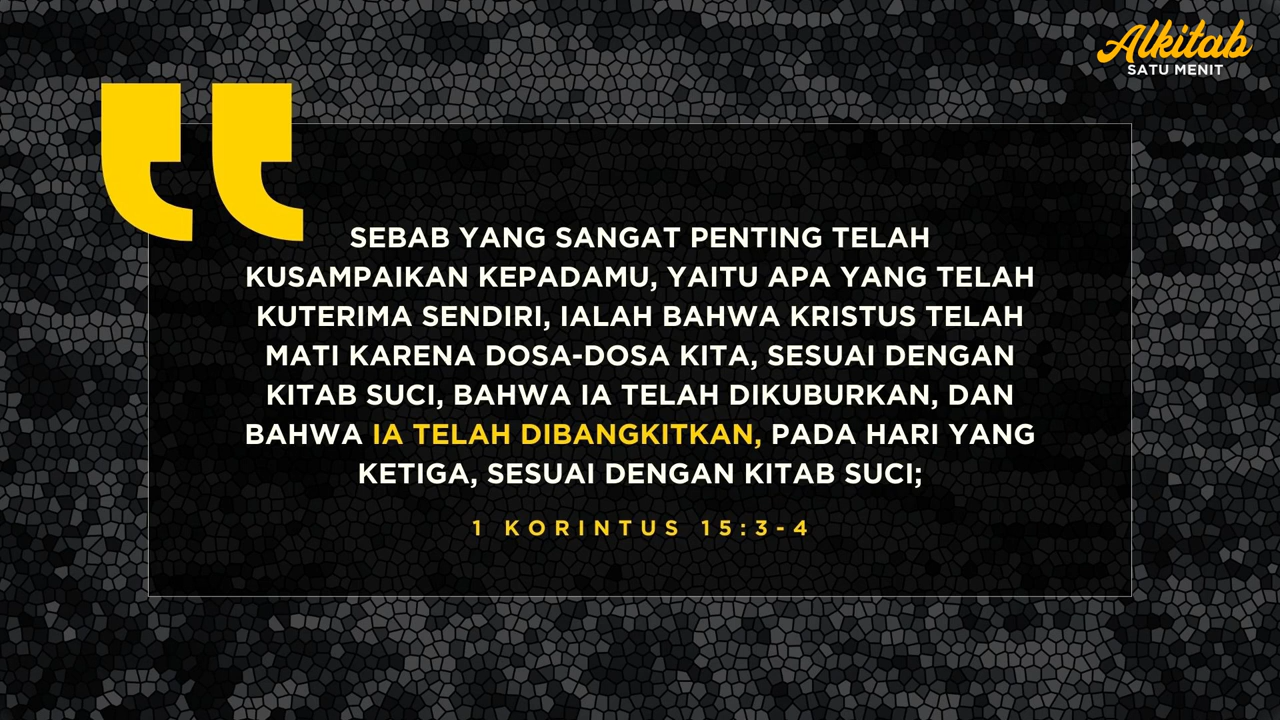 Alkitab
SATU MENIT
SEBAB YANG SANGAT PENTING TELAH
KUSAMPAIKAN KEPADAMU, YAITU APA YANG TELAH
KUTERIMA SENDIRI, IALAH BAHWA KRISTUS TELAH
MATI KARENA DOSA-DOSA KITA, SESUAI DENGAN
KITAB SUCI, BAHWA IA TELAH DIKUBURKAN, DAN
BAHWA IA TELAH DIBANGKITKAN, PADA HARI YANG
KETIGA, SESUAI DENGAN KITAB SUCI;
1 KORINTUS 15:3-4